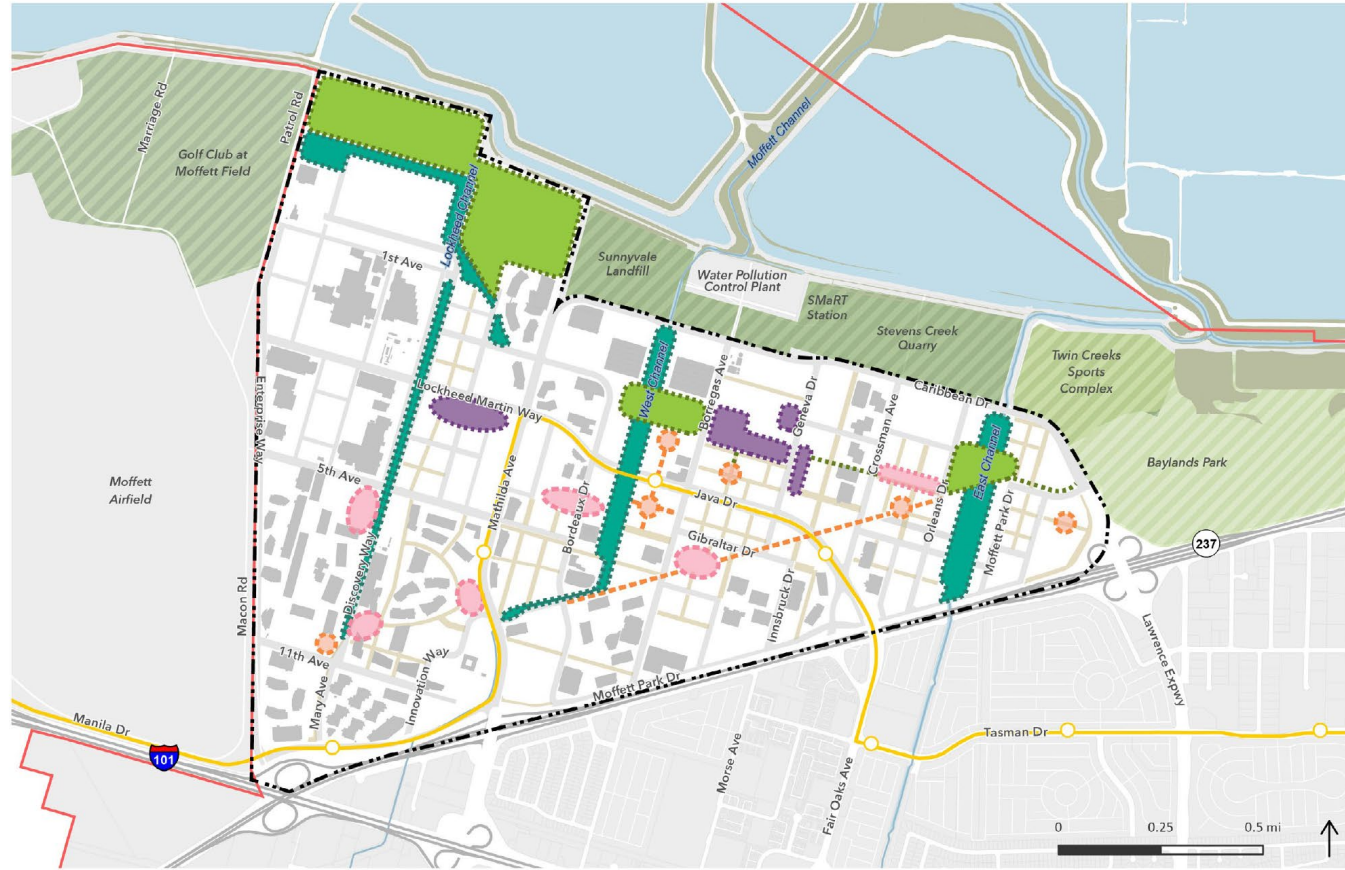 Marriage Rd
Patrol Rd
Golf Club at
Moffett Field
Moffett Channel
Lockheed Channel
1st Ave
Sunnyvale
Landfill
Water Pollution
Control Plant
SMaRT
Station
Stevens Creek
Quarry
Twin Creeks
Sports
Complex
Caribbean Dr
Baylands Park
Enterprise Way
Lockheed Martin Way
West Channel
Borregas Ave
Geneva Dr
Crossman Ave
East Channel
Orleans Dr
Moffett Park Dr
5th Ave
Mathilda Ave
Bordeaux Dr
Java Dr
Gibraltar Dr
Moffett
Airfield
237
Discovery Way
Macon Rd
Innsbruck Dr
11th Ave
Innovation Way
Mary Ave
Moffett Park Dr
Lawrence Expwy
Manila Dr
101
Morse Ave
Fair Oaks Ave
Tasman Dr
0 0.25 0.5 mi